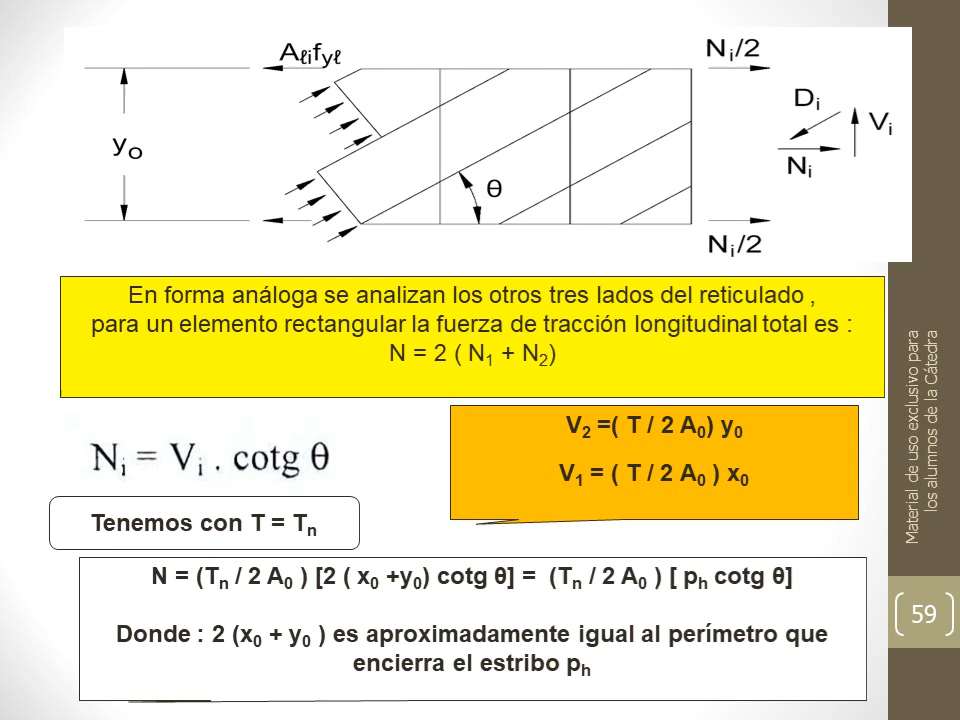 Aℓifyℓ
Ni/2
yo
θ
Di
Vi
Ni
Ni/2
En forma análoga se analizan los otros tres lados del reticulado ,
para un elemento rectangular la fuerza de tracción longitudinal total es :
N = 2 ( N1 + N2)
Ni = Vi . cotg θ
V2 =( T / 2 A0) y0
V1 = ( T / 2 A0 ) x0
Tenemos con T = Tn
N = (Tn / 2 A0 ) [2 ( x0 +y0) cotg θ] = (Tn / 2 A0 ) [ ph cotg θ]
Donde : 2 (x0 + y0 ) es aproximadamente igual al perímetro que
encierra el estribo ph
Material de uso exclusivo para
los alumnos de la Cátedra
59